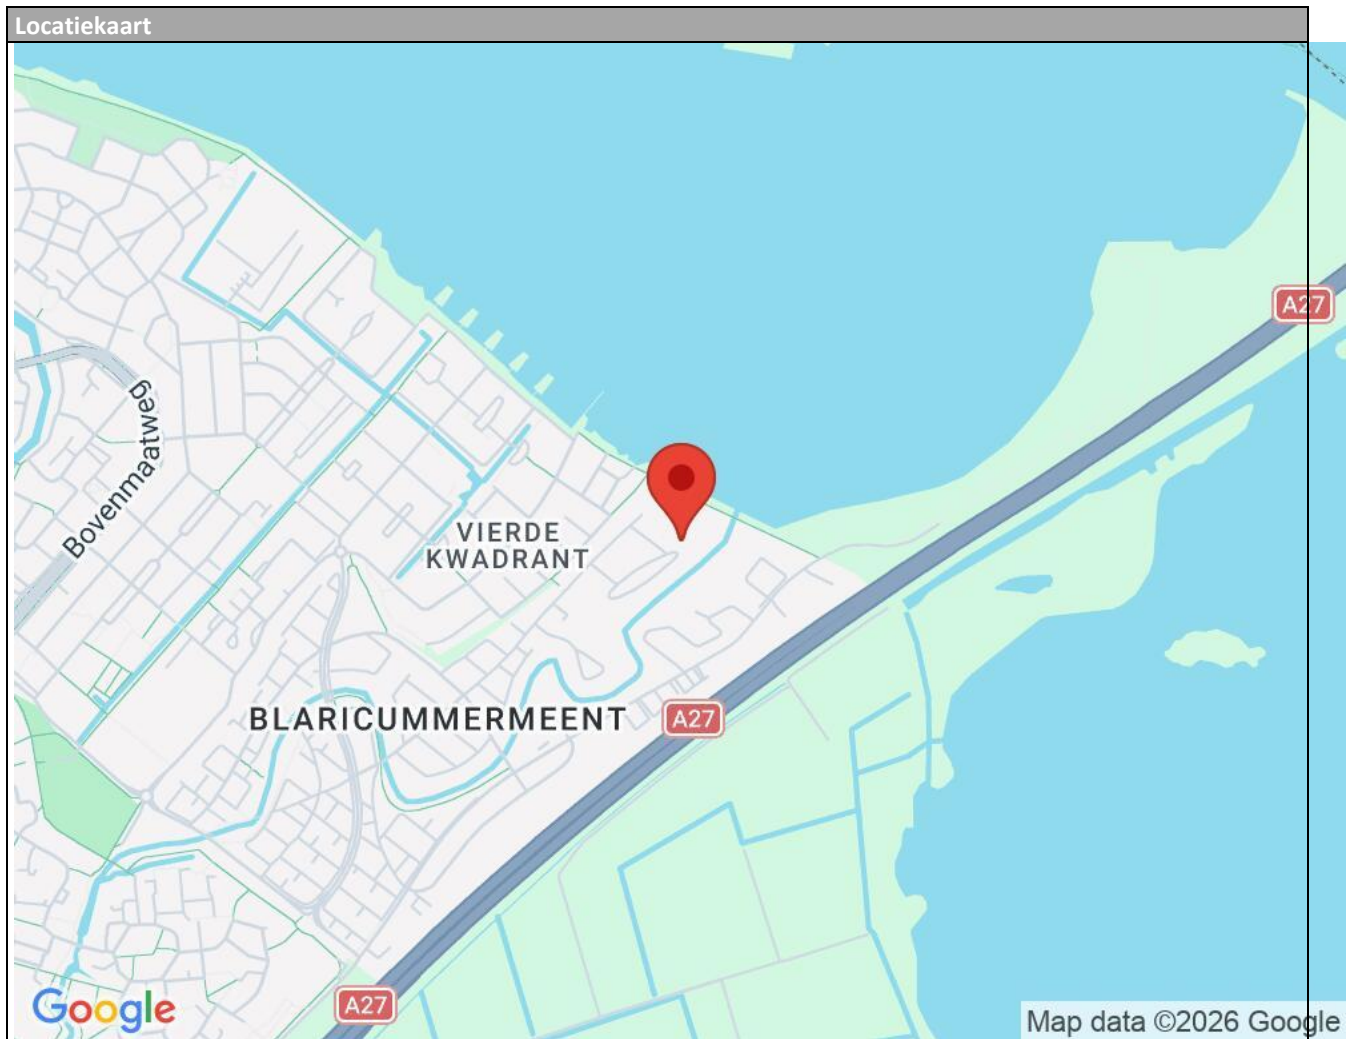 Locatiekaart
A27
Bovenmaatweg
VIERDE
KWADRANT
BLARICUMMERMEENT
A27
A27
Google
Map data ©2026 Google